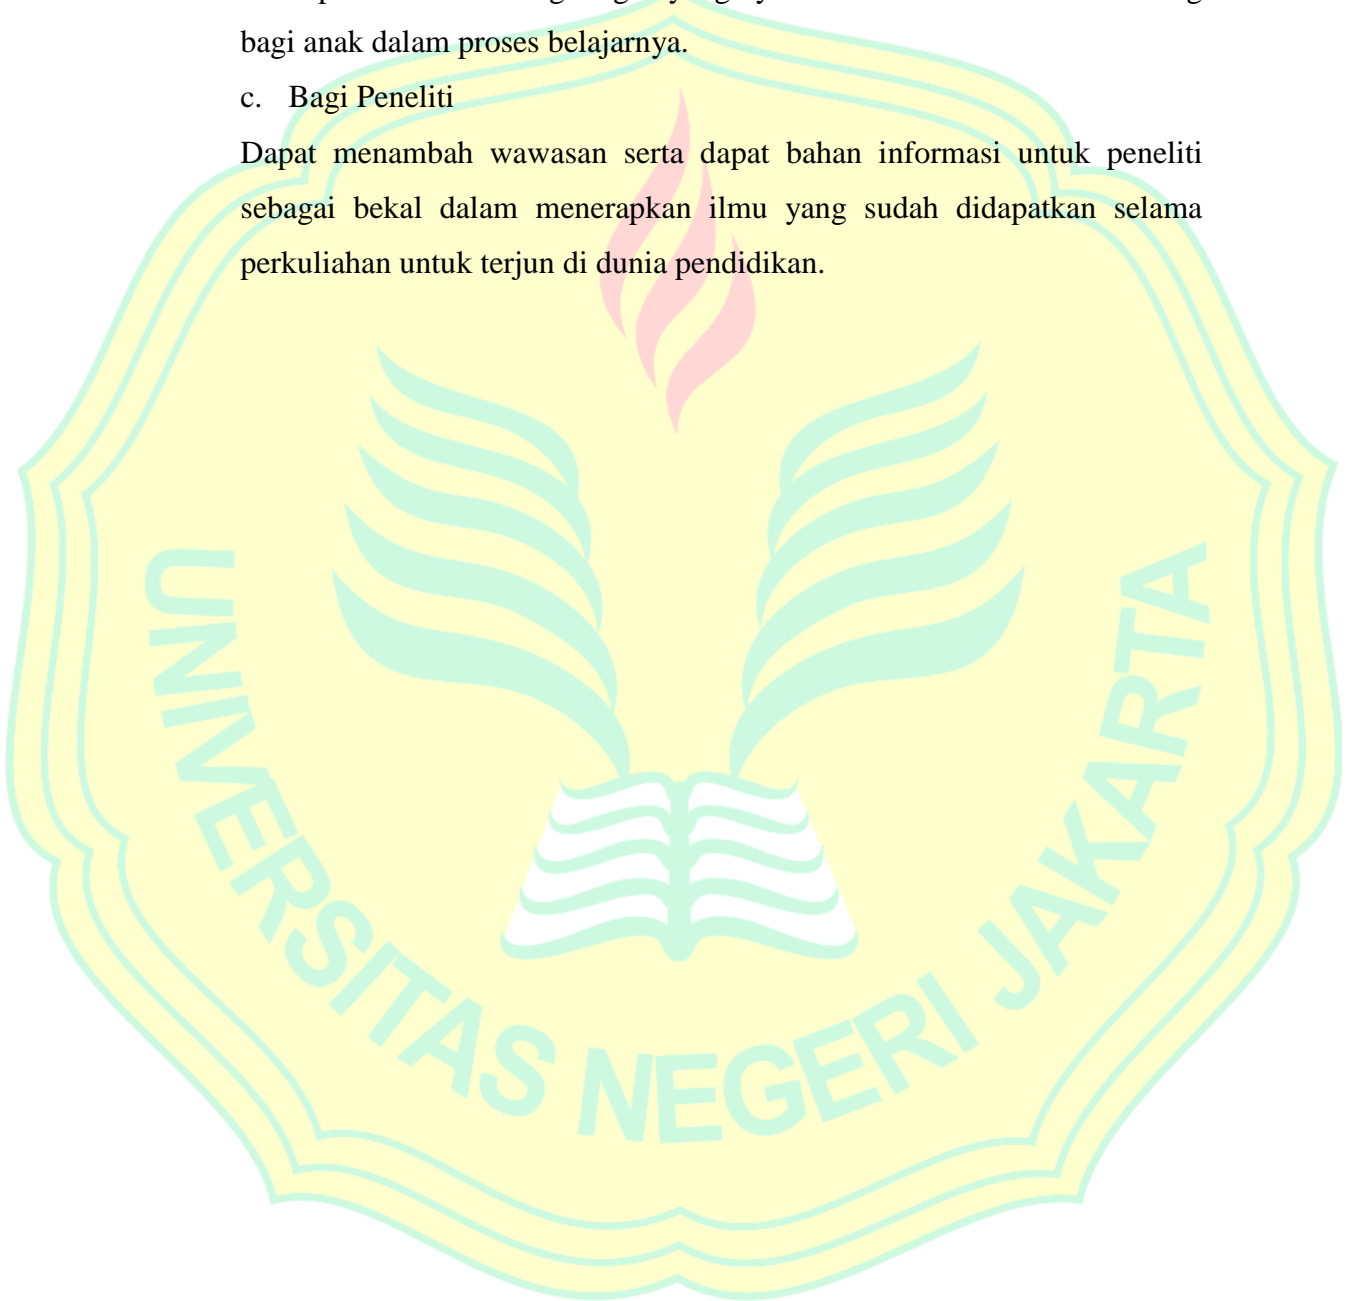 bagi anak dalam proses belajarnya.
c. Bagi Peneliti
Dapat menambah wawasan serta dapat bahan informasi untuk peneliti
sebagai bekal dalam menerapkan ilmu yang sudah didapatkan selama
perkuliahan untuk terjun di dunia pendidikan.
UNIVERSITAS NEGERI JAKARTA